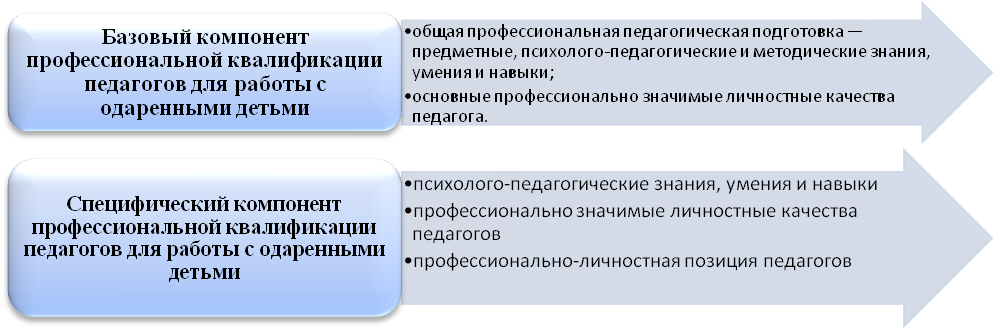 Базовый компонент
профессиональной квалификации
педагогов для работы с
одаренными детьми
•общая профессиональная педагогическая подготовка —
предметные, психолого-педагогические и методические знания,
умения и навыки;
•основные профессионально значимые личностные качества
педагога.
Специфический компонент
профессиональной квалификации
педагогов для работы с одаренными
детьми
•психолого-педагогические знания, умения и навыки
•профессионально значимые личностные качества
педагогов
•профессионально-личностная позиция педагогов